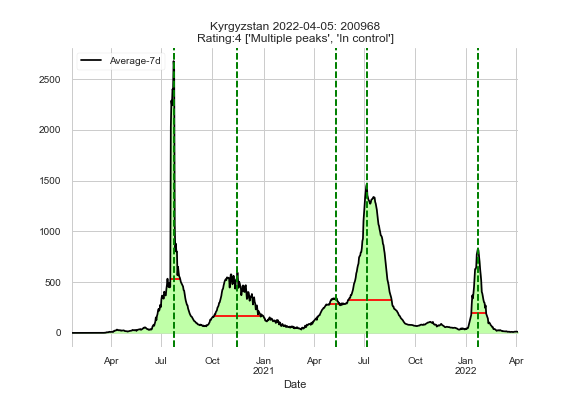 Kyrgyzstan 2022-04-05: 200968
Rating:4 ['Multiple peaks', 'In control']
Average-7d
2500
2000
1500
1000
500
0
Apr Jul Oct Jan Apr Jul Oct Jan Apr
2021 2022
Date